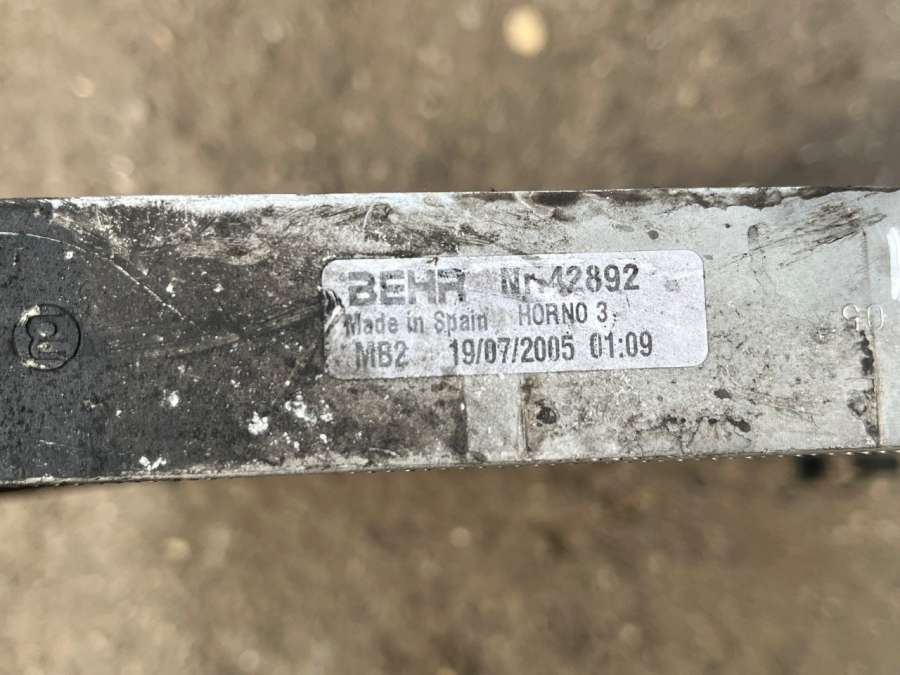 BEHR Nr 42892
Made in Spain HORNO 3
MB2 19/07/2005 01:09